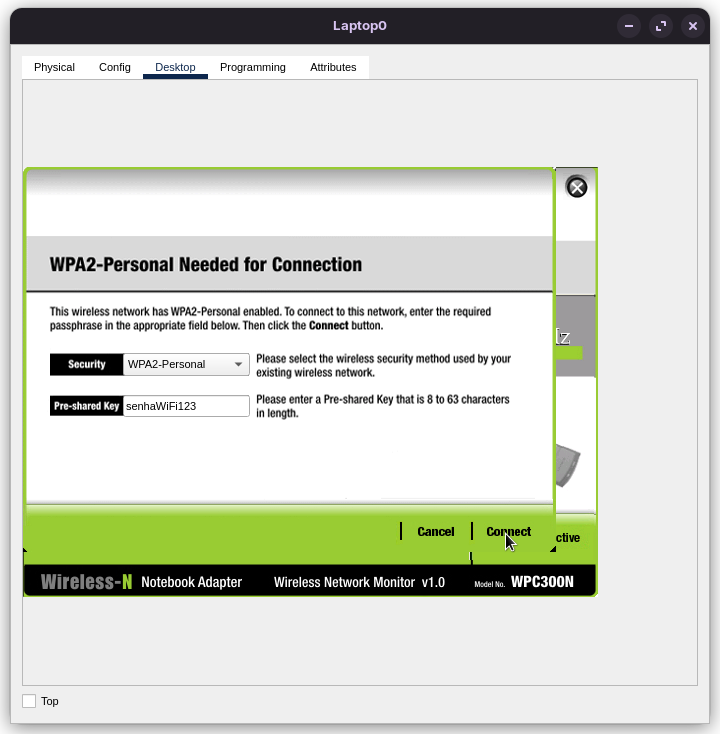 Laptop0
Physical Config Desktop Programming Attributes
WPA2-Personal Needed for Connection
This wireless network has WPA2-Personal enabled. To connect to this network, enter the required
passphrase in the appropriate field below. Then click the Connect button.
Security WPA2-Personal Please select the wireless security method used by your
existing wireless network.
Pre-shared Key senhaWiFi123 Please enter a Pre-shared Key that is 8 to 63 characters
in length.
Cancel Connect ctive
Wireless-N Notebook Adapter Wireless Network Monitor v1.0 Model No. WPC300N
Top